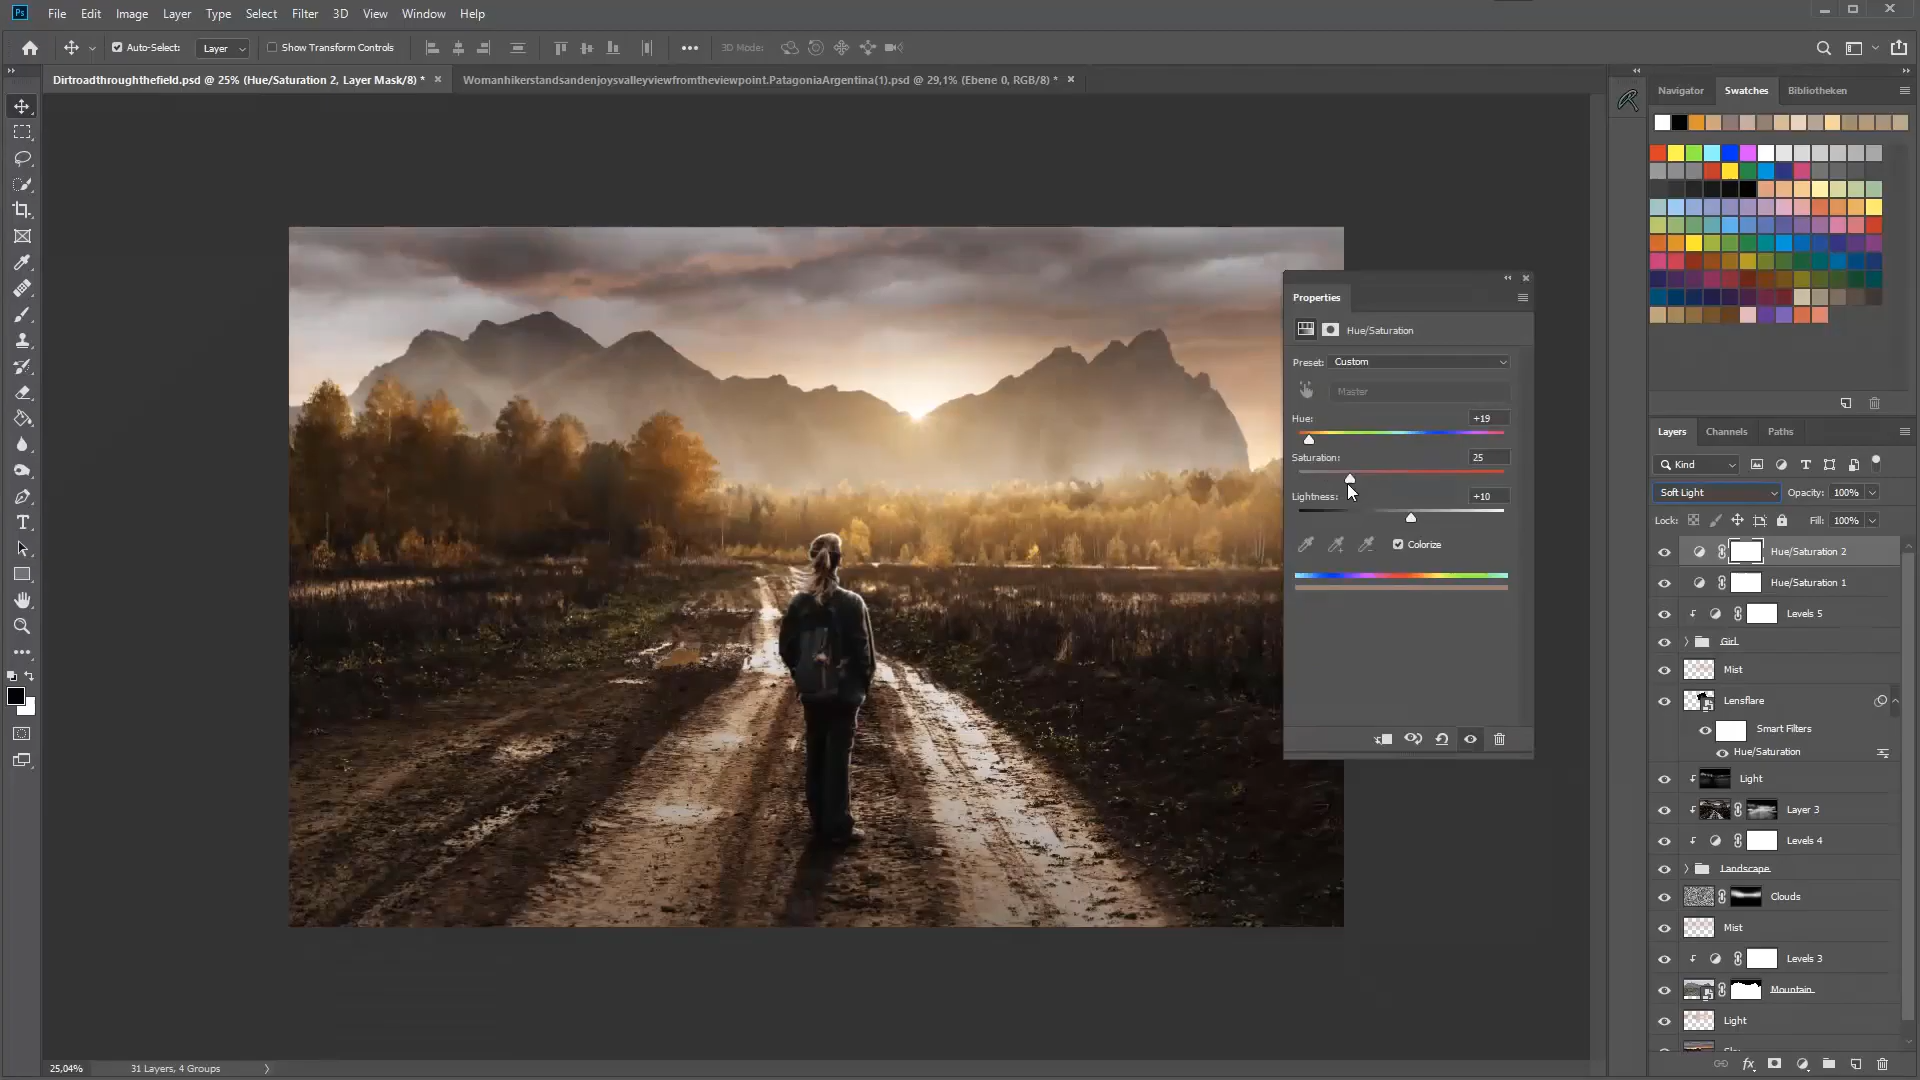 Ps File Edit Image Layer Type Select Filter 3D View Window Help
Auto-Select: Layer Show Transform Controls 3D Mode:
Dirtroadthroughthefield.psd @ 25% (Hue/Saturation 2, Layer Mask/8) *
WomanhikerstandsandenjoysvalleyviewfromtheviewpointPatagoniaArgentina(1).psd @ 29,1% (Ebene 0, RGB/8) *
Navigator Swatches Bibliotheken
Properties
Hue/Saturation
Preset: Custom
Master
Hue: +19
Saturation: 25
Lightness: +10
Colorize
Layers Channels Paths
Kind
Soft Light Opacity: 100%
Lock: Fill: 100%
Hue/Saturation 2
Hue/Saturation 1
Levels 5
Girl
Mist
Lensflare
Smart Filters
Hue/Saturation
Light
Layer 3
Levels 4
Landscape
Clouds
Mist
Levels 3
Mountain
Light
25,04% 31 Layers, 4 Groups